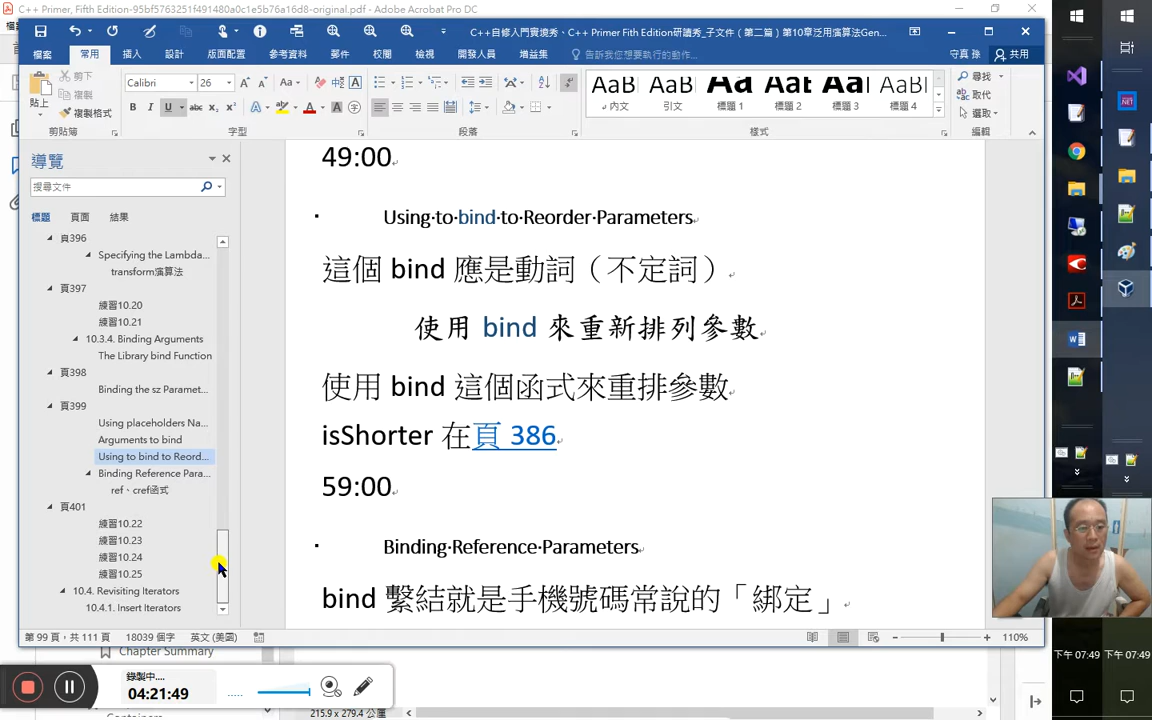 C++ Primer, Fifth Edition-95bf5763251f491480a0c1e5b76a16d8-original.pdf - Adobe Acrobat Pro DC
C++自修入門實境秀、C++ Primer Fifth Edition研讀秀_子文件（第二篇）第10章泛用演算法Gen...
檔案 常用 插入 設計 版面配置 參考資料 郵件 校閱 檢視 開發人員 增益集 告訴我您想要執行的動作... 守真 孫 共用
貼上 剪下 複製 複製格式
Calibri 26
剪貼簿 字型 段落 樣式 編輯
AaB AaB Aa Aat Aal AaBl
內文 引文 標題 1 標題 2 標題 3 標題 4
尋找
取代
選取
導覽
搜尋文件
標題 頁面 結果
頁396
Specifying the Lambda...
transform演算法
頁397
練習10.20
練習10.21
10.3.4. Binding Arguments
The Library bind Function
頁398
Binding the sz Paramet...
頁399
Using placeholders Na...
Arguments to bind
Using to bind to Reord...
Binding Reference Para...
ref、cref函式
頁401
練習10.22
練習10.23
練習10.24
練習10.25
10.4. Revisiting Iterators
10.4.1. Insert Iterators
49:00
Using to bind to Reorder Parameters
這個 bind 應是動詞（不定詞）
使用 bind 來重新排列參數
使用 bind 這個函式來重排參數
isShorter 在頁 386
59:00
Binding Reference Parameters
bind 繫結就是手機號碼常說的「綁定」
第 99 頁，共 111 頁 18039 個字 英文 (美國) 110%
Chapter Summary
錄製中....
04:21:49
215.9 x 279.4 公釐
下午 07:49 下午 07:49